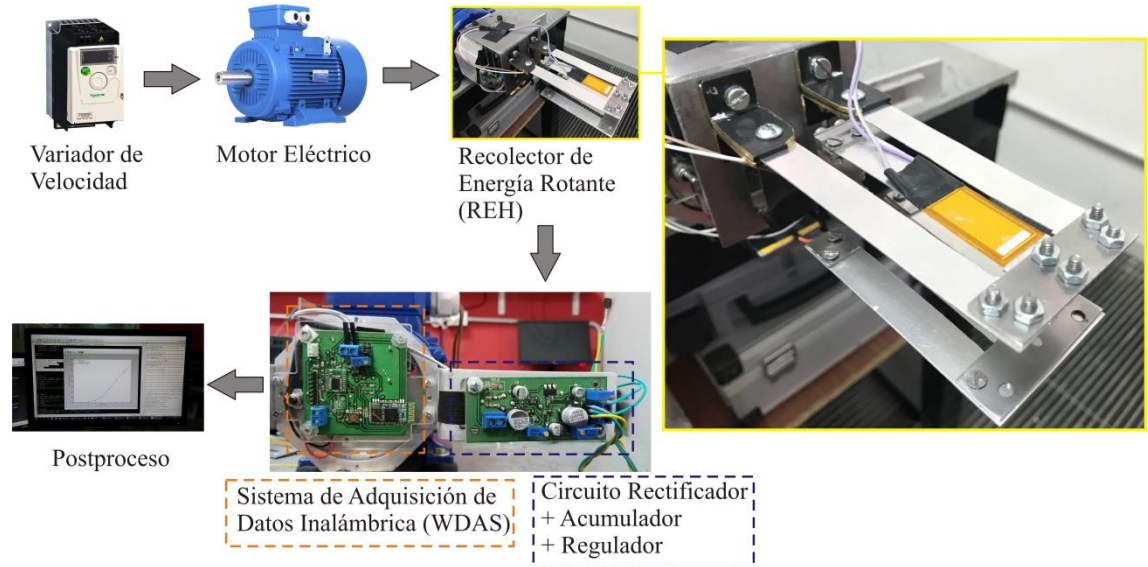 Variador de
Velocidad
Motor Eléctrico
Recolector de
Energía Rotante
(REH)
Postproceso
Sistema de Adquisición de
Datos Inalámbrica (WDAS)
Circuito Rectificador
+ Acumulador
+ Regulador